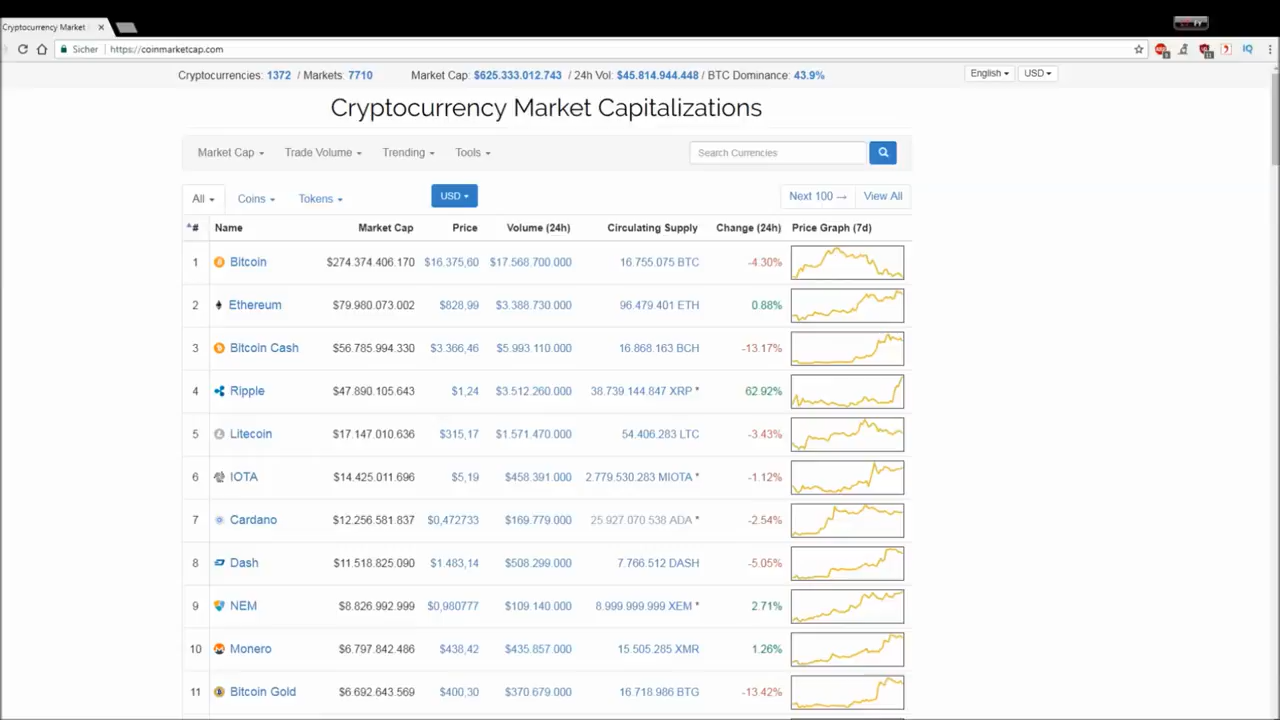 Cryptocurrency Market
Sicher https://coinmarketcap.com
Cryptocurrencies: 1372 / Markets: 7710 Market Cap: $625.333.012.743 / 24h Vol: $45.814.944.448 / BTC Dominance: 43.9% English USD
Cryptocurrency Market Capitalizations
Market Cap Trade Volume Trending Tools Search Currencies
All Coins Tokens USD Next 100 → View All
# Name Market Cap Price Volume (24h) Circulating Supply Change (24h) Price Graph (7d)
1 Bitcoin $274.374.406.170 $16.375,60 $17.568.700.000 16.755.075 BTC -4.30%
2 Ethereum $79.980.073.002 $828,99 $3.388.730.000 96.479.401 ETH 0.88%
3 Bitcoin Cash $56.785.994.330 $3.366,46 $5.993.110.000 16.868.163 BCH -13.17%
4 Ripple $47.890.105.643 $1,24 $3.512.260.000 38.739.144.847 XRP * 62.92%
5 Litecoin $17.147.010.636 $315,17 $1.571.470.000 54.406.283 LTC -3.43%
6 IOTA $14.425.011.696 $5,19 $458.391.000 2.779.530.283 MIOTA * -1.12%
7 Cardano $12.256.581.837 $0,472733 $169.779.000 25.927.070.538 ADA * -2.54%
8 Dash $11.518.825.090 $1.483,14 $508.299.000 7.766.512 DASH -5.05%
9 NEM $8.826.992.999 $0,980777 $109.140.000 8.999.999.999 XEM * 2.71%
10 Monero $6.797.842.486 $438,42 $435.857.000 15.505.285 XMR 1.26%
11 Bitcoin Gold $6.692.643.569 $400,30 $370.679.000 16.718.986 BTG -13.42%